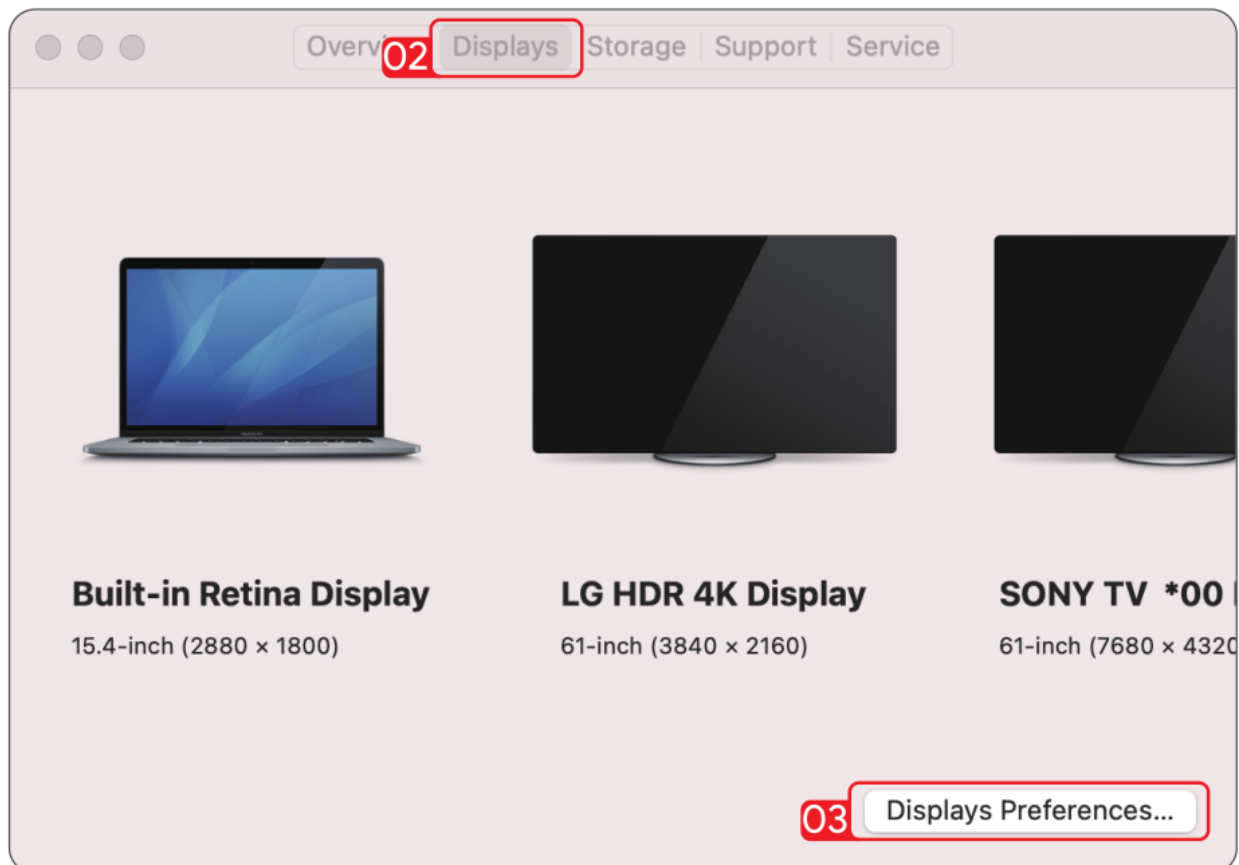 Overvi
02
Displays
Storage
Support
Service
Built-in Retina Display
15.4-inch (2880 × 1800)
LG HDR 4K Display
61-inch (3840 × 2160)
SONY TV *00
61-inch (7680 × 4320
03
Displays Preferences...